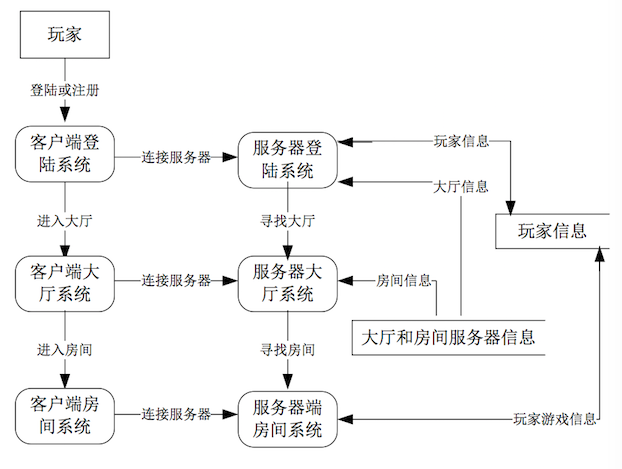 玩家
登陆或注册
客户端登
陆系统
连接服务器
服务器登
陆系统
玩家信息
大厅信息
进入大厅
寻找大厅
玩家信息
客户端大
厅系统
连接服务器
服务器大
厅系统
房间信息
大厅和房间服务器信息
进入房间
寻找房间
客户端房
间系统
连接服务器
服务器端
房间系统
玩家游戏信息